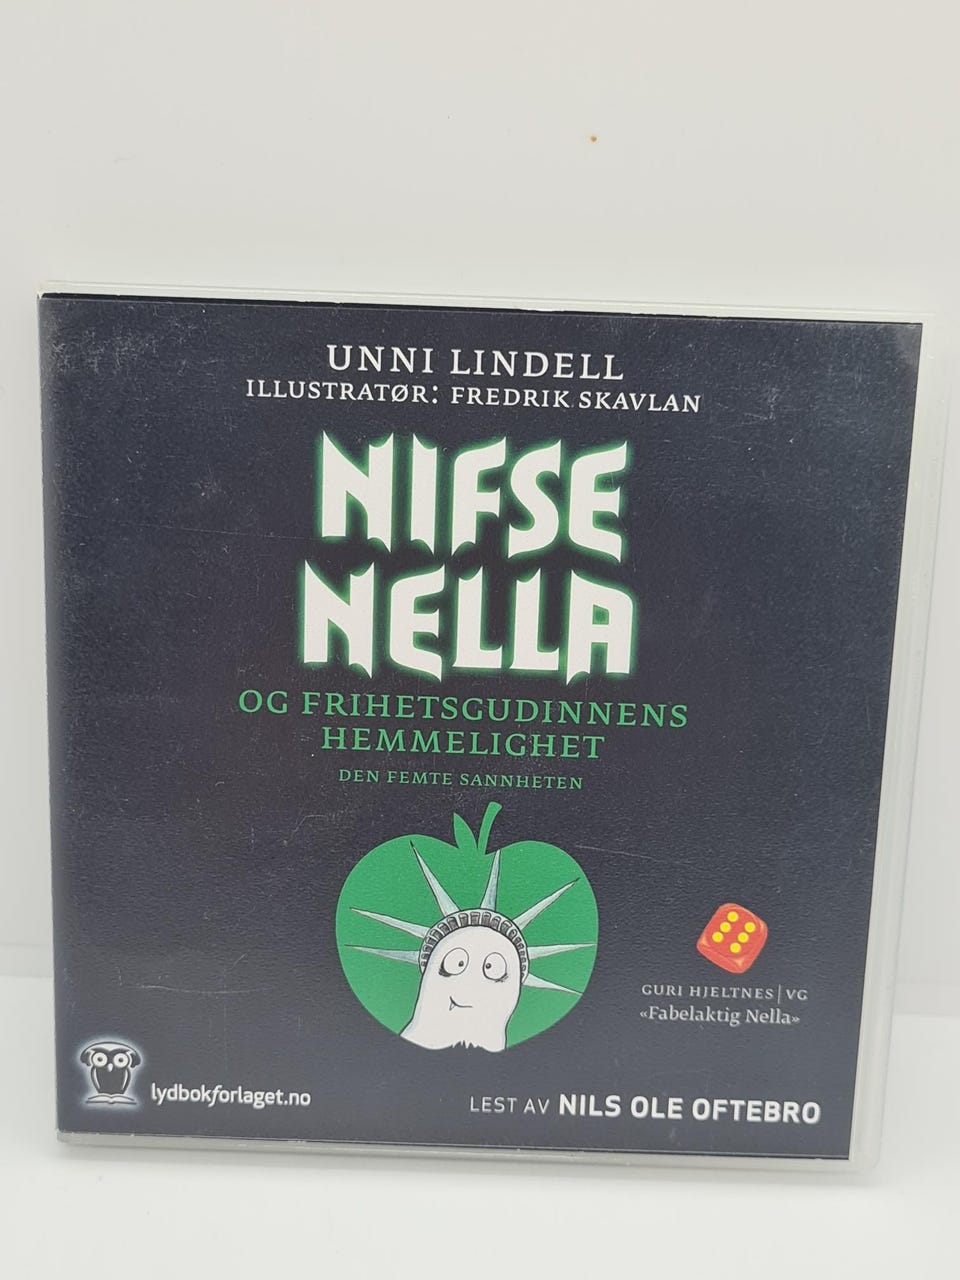 UNNI LINDELL
ILLUSTRATØR: FREDRIK SKAVLAN
NIFSE
NELLA
OG FRIHETSGUDINNENS
HEMMELIGHET
DEN FEMTE SANNHETEN
GURI HJELTNES | VG
«Fabelaktig Nella»
lydbokforlaget.no
LEST AV NILS OLE OFTEBRO